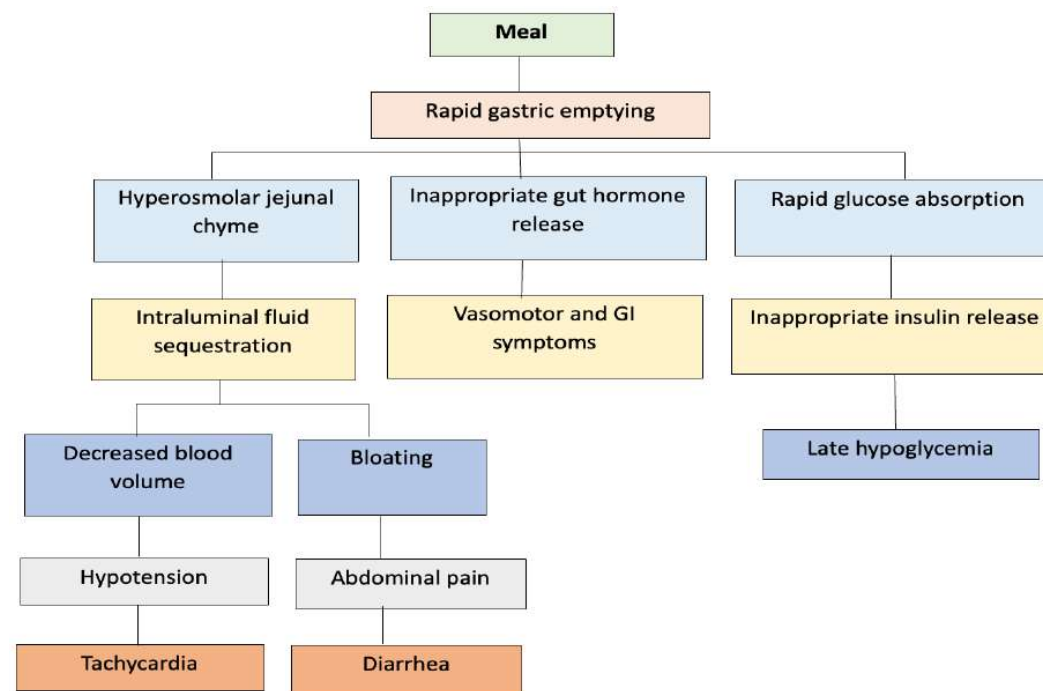 Meal
Rapid gastric emptying
Hyperosmolar jejunal
chyme
Inappropriate gut hormone
release
Rapid glucose absorption
Intraluminal fluid
sequestration
Vasomotor and GI
symptoms
Inappropriate insulin release
Decreased blood
volume
Bloating
Late hypoglycemia
Hypotension
Abdominal pain
Tachycardia
Diarrhea